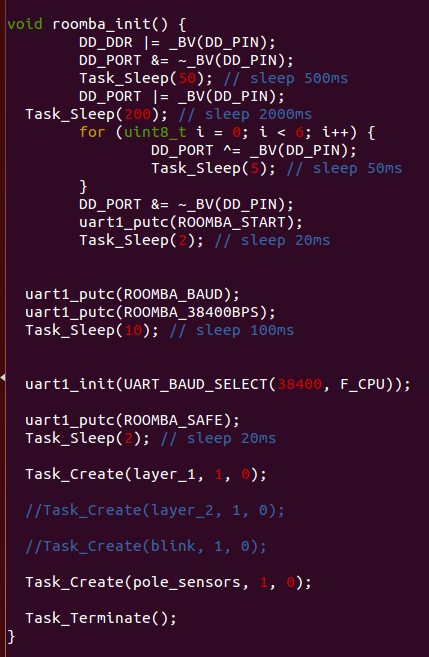 void roomba_init() {
        DD_DDR |= _BV(DD_PIN);
        DD_PORT &= ~_BV(DD_PIN);
        Task_Sleep(50); // sleep 500ms
        DD_PORT |= _BV(DD_PIN);
  Task_Sleep(200); // sleep 2000ms
        for (uint8_t i = 0; i < 6; i++) {
                DD_PORT ^= _BV(DD_PIN);
                Task_Sleep(5); // sleep 50ms
        }
        DD_PORT &= ~_BV(DD_PIN);
        uart1_putc(ROOMBA_START);
        Task_Sleep(2); // sleep 20ms
  uart1_putc(ROOMBA_BAUD);
  uart1_putc(ROOMBA_38400BPS);
  Task_Sleep(10); // sleep 100ms
  uart1_init(UART_BAUD_SELECT(38400, F_CPU));
  uart1_putc(ROOMBA_SAFE);
  Task_Sleep(2); // sleep 20ms
  Task_Create(layer_1, 1, 0);
  //Task_Create(layer_2, 1, 0);
  //Task_Create(blink, 1, 0);
  Task_Create(pole_sensors, 1, 0);
  Task_Terminate();
}